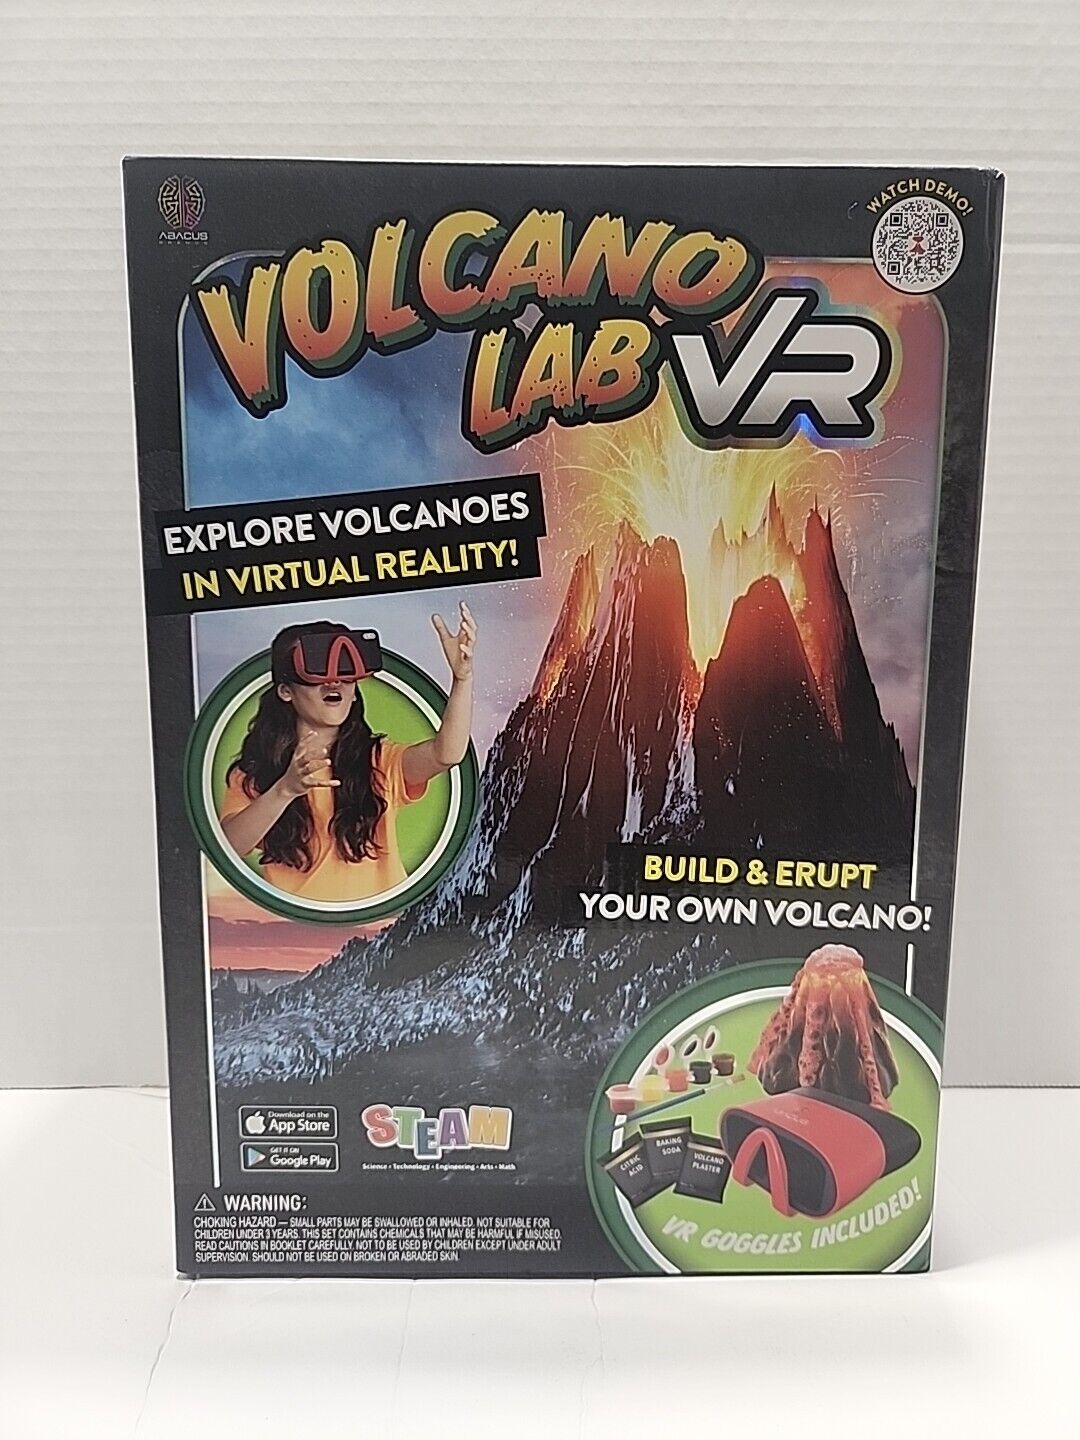 ABACUS
BRANDS
WATCH DEMO!
VOLCANO
LAB VR
EXPLORE VOLCANOES
IN VIRTUAL REALITY!
BUILD & ERUPT
YOUR OWN VOLCANO!
Download on the
App Store
GET IT ON
Google Play
STEAM
Science • Technology • Engineering • Arts • Math
CITRIC
ACID
BAKING
SODA
VOLCANO
PLASTER
ABACUS
VR GOGGLES INCLUDED!
WARNING:
CHOKING HAZARD — SMALL PARTS MAY BE SWALLOWED OR INHALED. NOT SUITABLE FOR
CHILDREN UNDER 3 YEARS. THIS SET CONTAINS CHEMICALS THAT MAY BE HARMFUL IF MISUSED.
READ CAUTIONS IN BOOKLET CAREFULLY. NOT TO BE USED BY CHILDREN EXCEPT UNDER ADULT
SUPERVISION. SHOULD NOT BE USED ON BROKEN OR ABRADED SKIN.